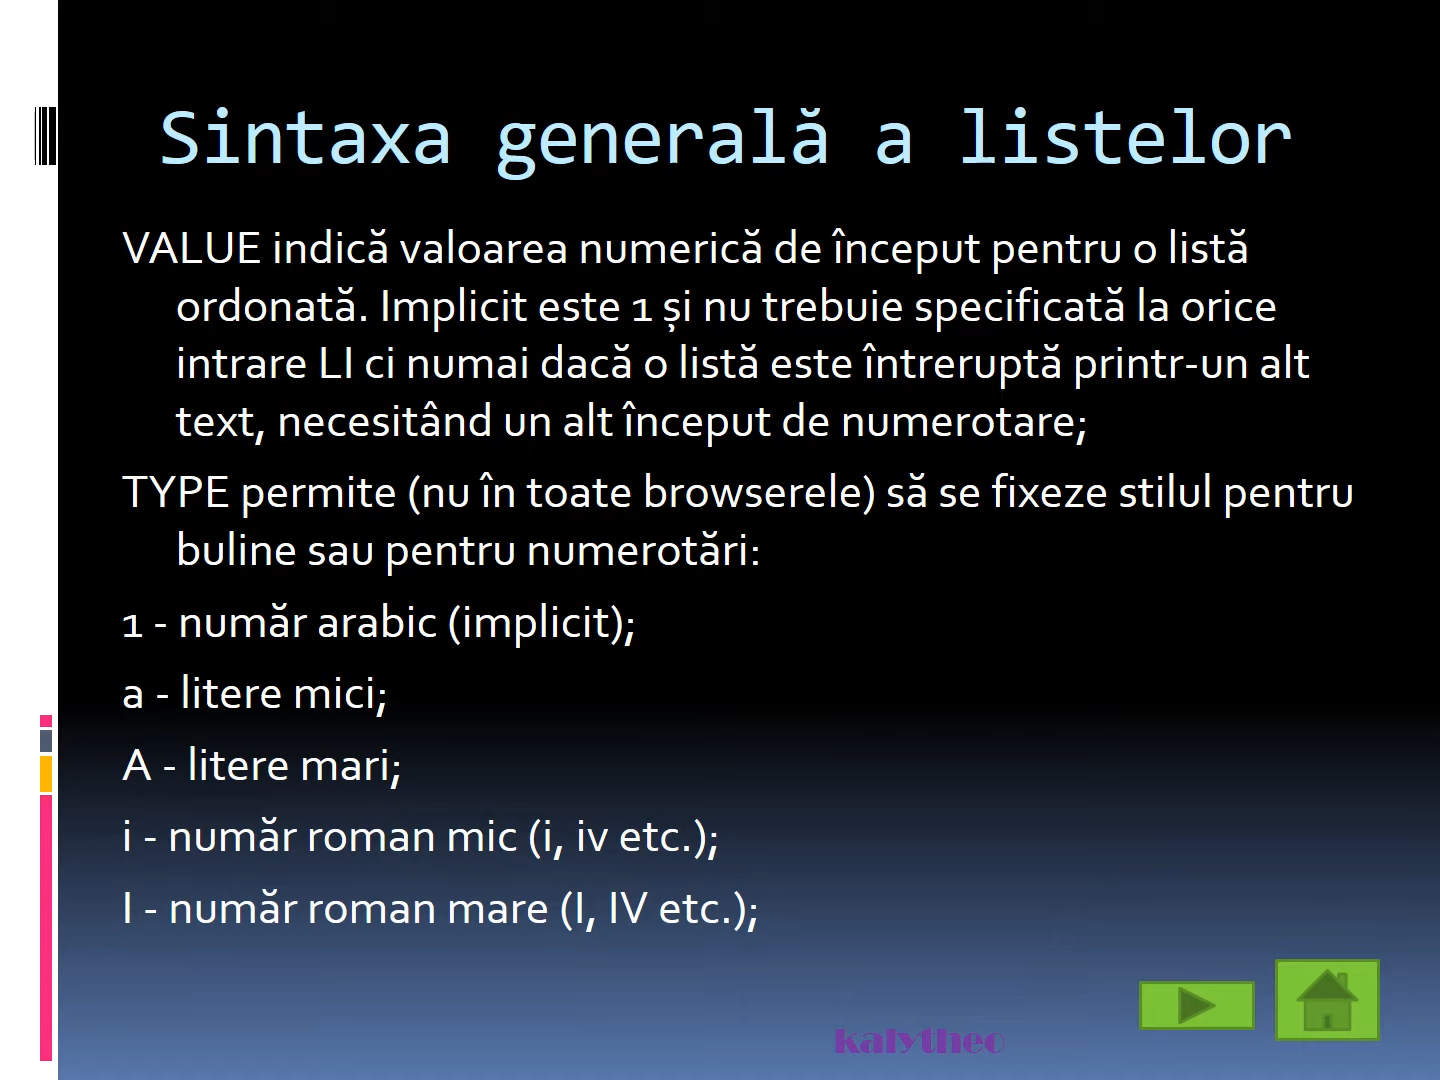 Sintaxa generală a listelor
VALUE indică valoarea numerică de început pentru o listă
ordonată. Implicit este 1 și nu trebuie specificată la orice
intrare LI ci numai dacă o listă este întreruptă printr-un alt
text, necesitând un alt început de numerotare;
TYPE permite (nu în toate browserele) să se fixeze stilul pentru
buline sau pentru numerotări:
1 - număr arabic (implicit);
a - litere mici;
A - litere mari;
i - număr roman mic (i, iv etc.);
I - număr roman mare (I, IV etc.);
kalytheo